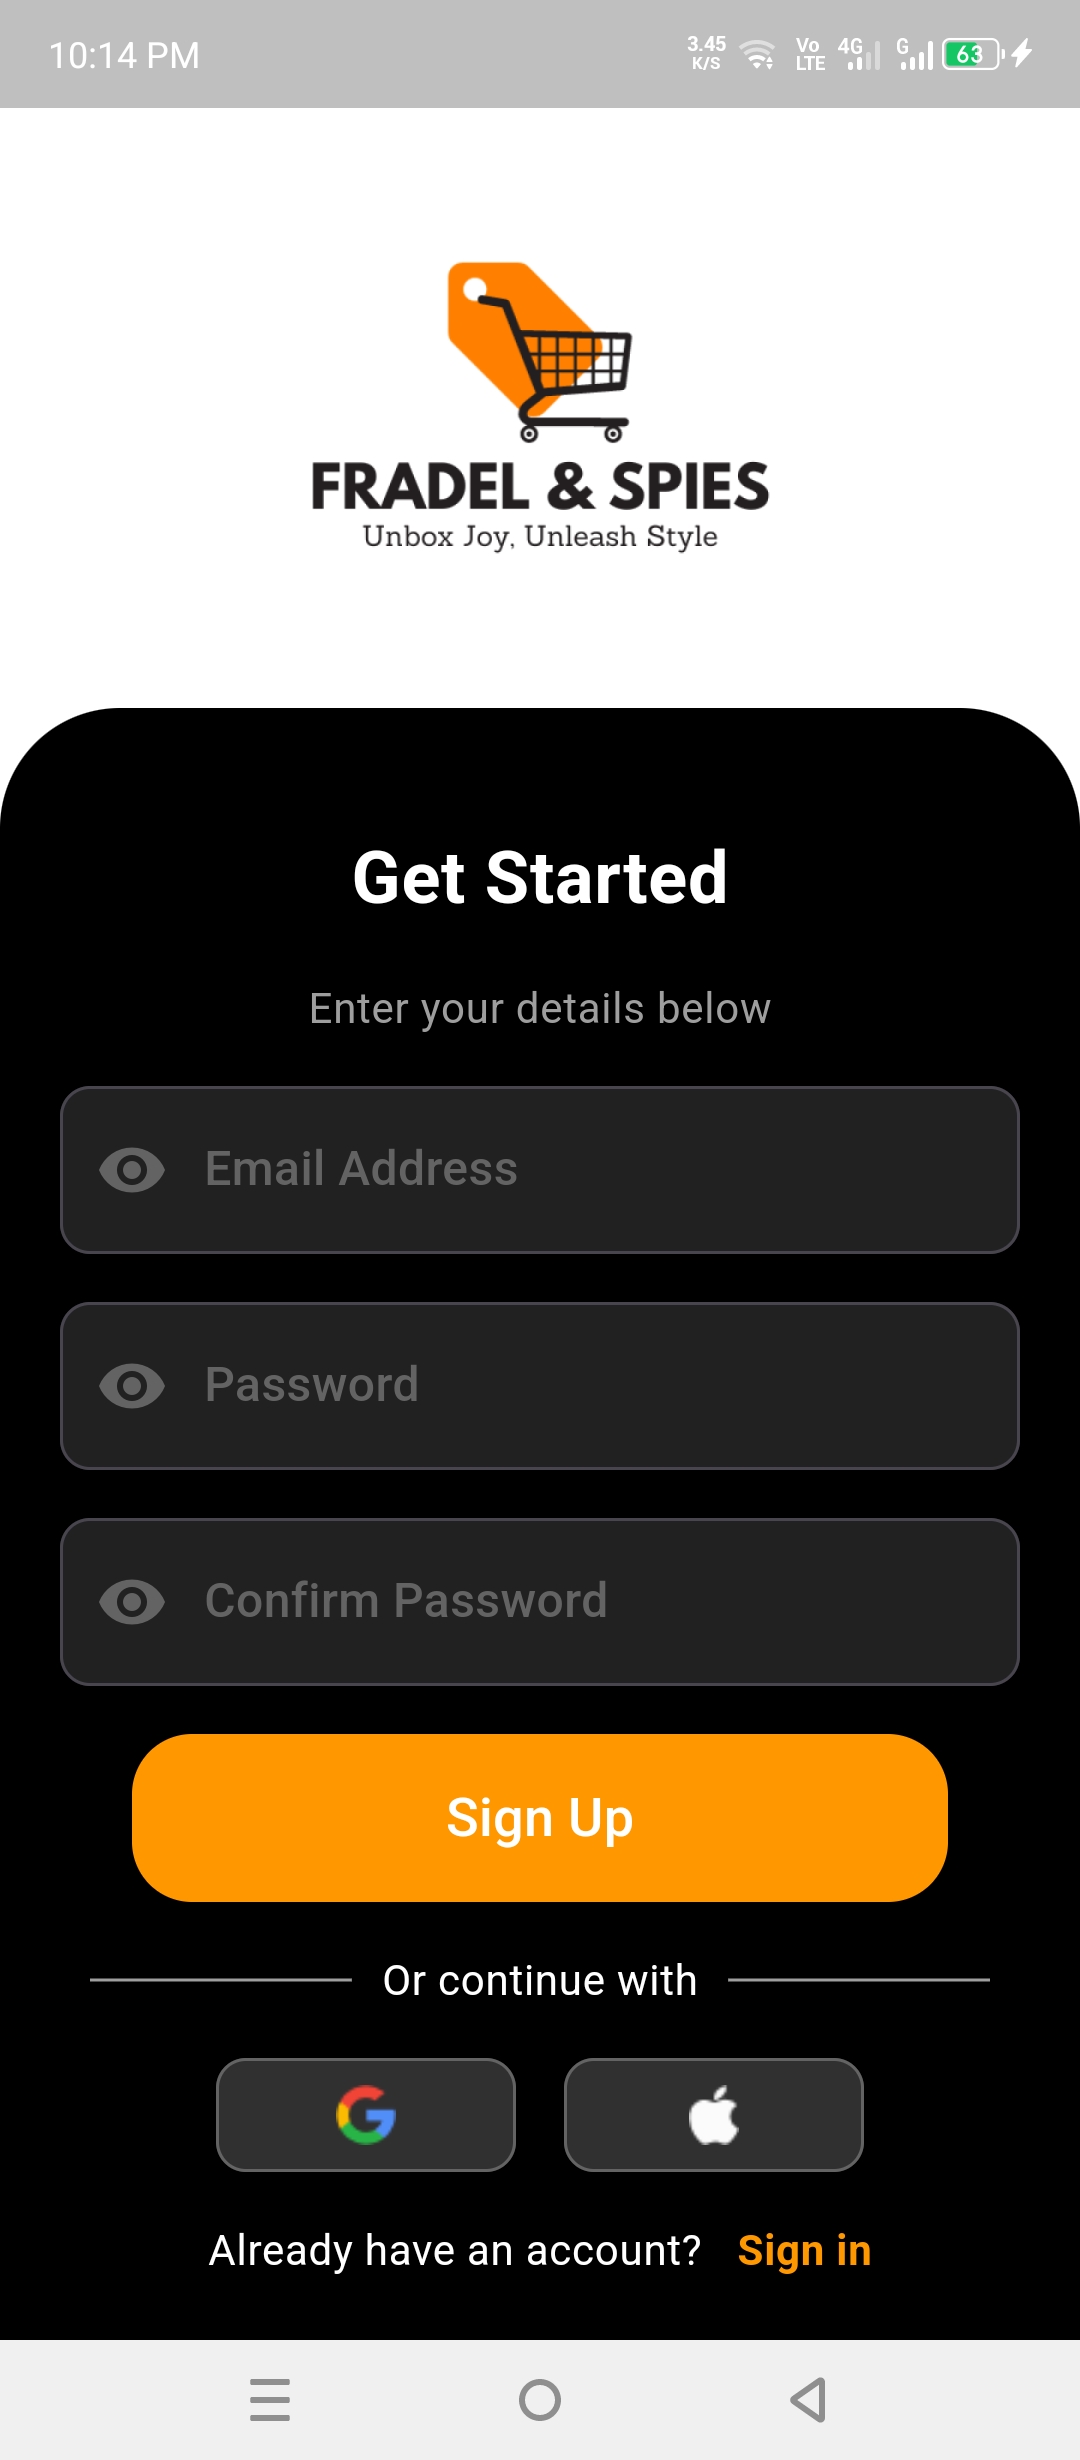 10:14 PM
3.45 K/S
Vo LTE
4G
G
63
FRADEL & SPIES
Unbox Joy, Unleash Style
Get Started
Enter your details below
Email Address
Password
Confirm Password
Sign Up
Or continue with
Already have an account? Sign in